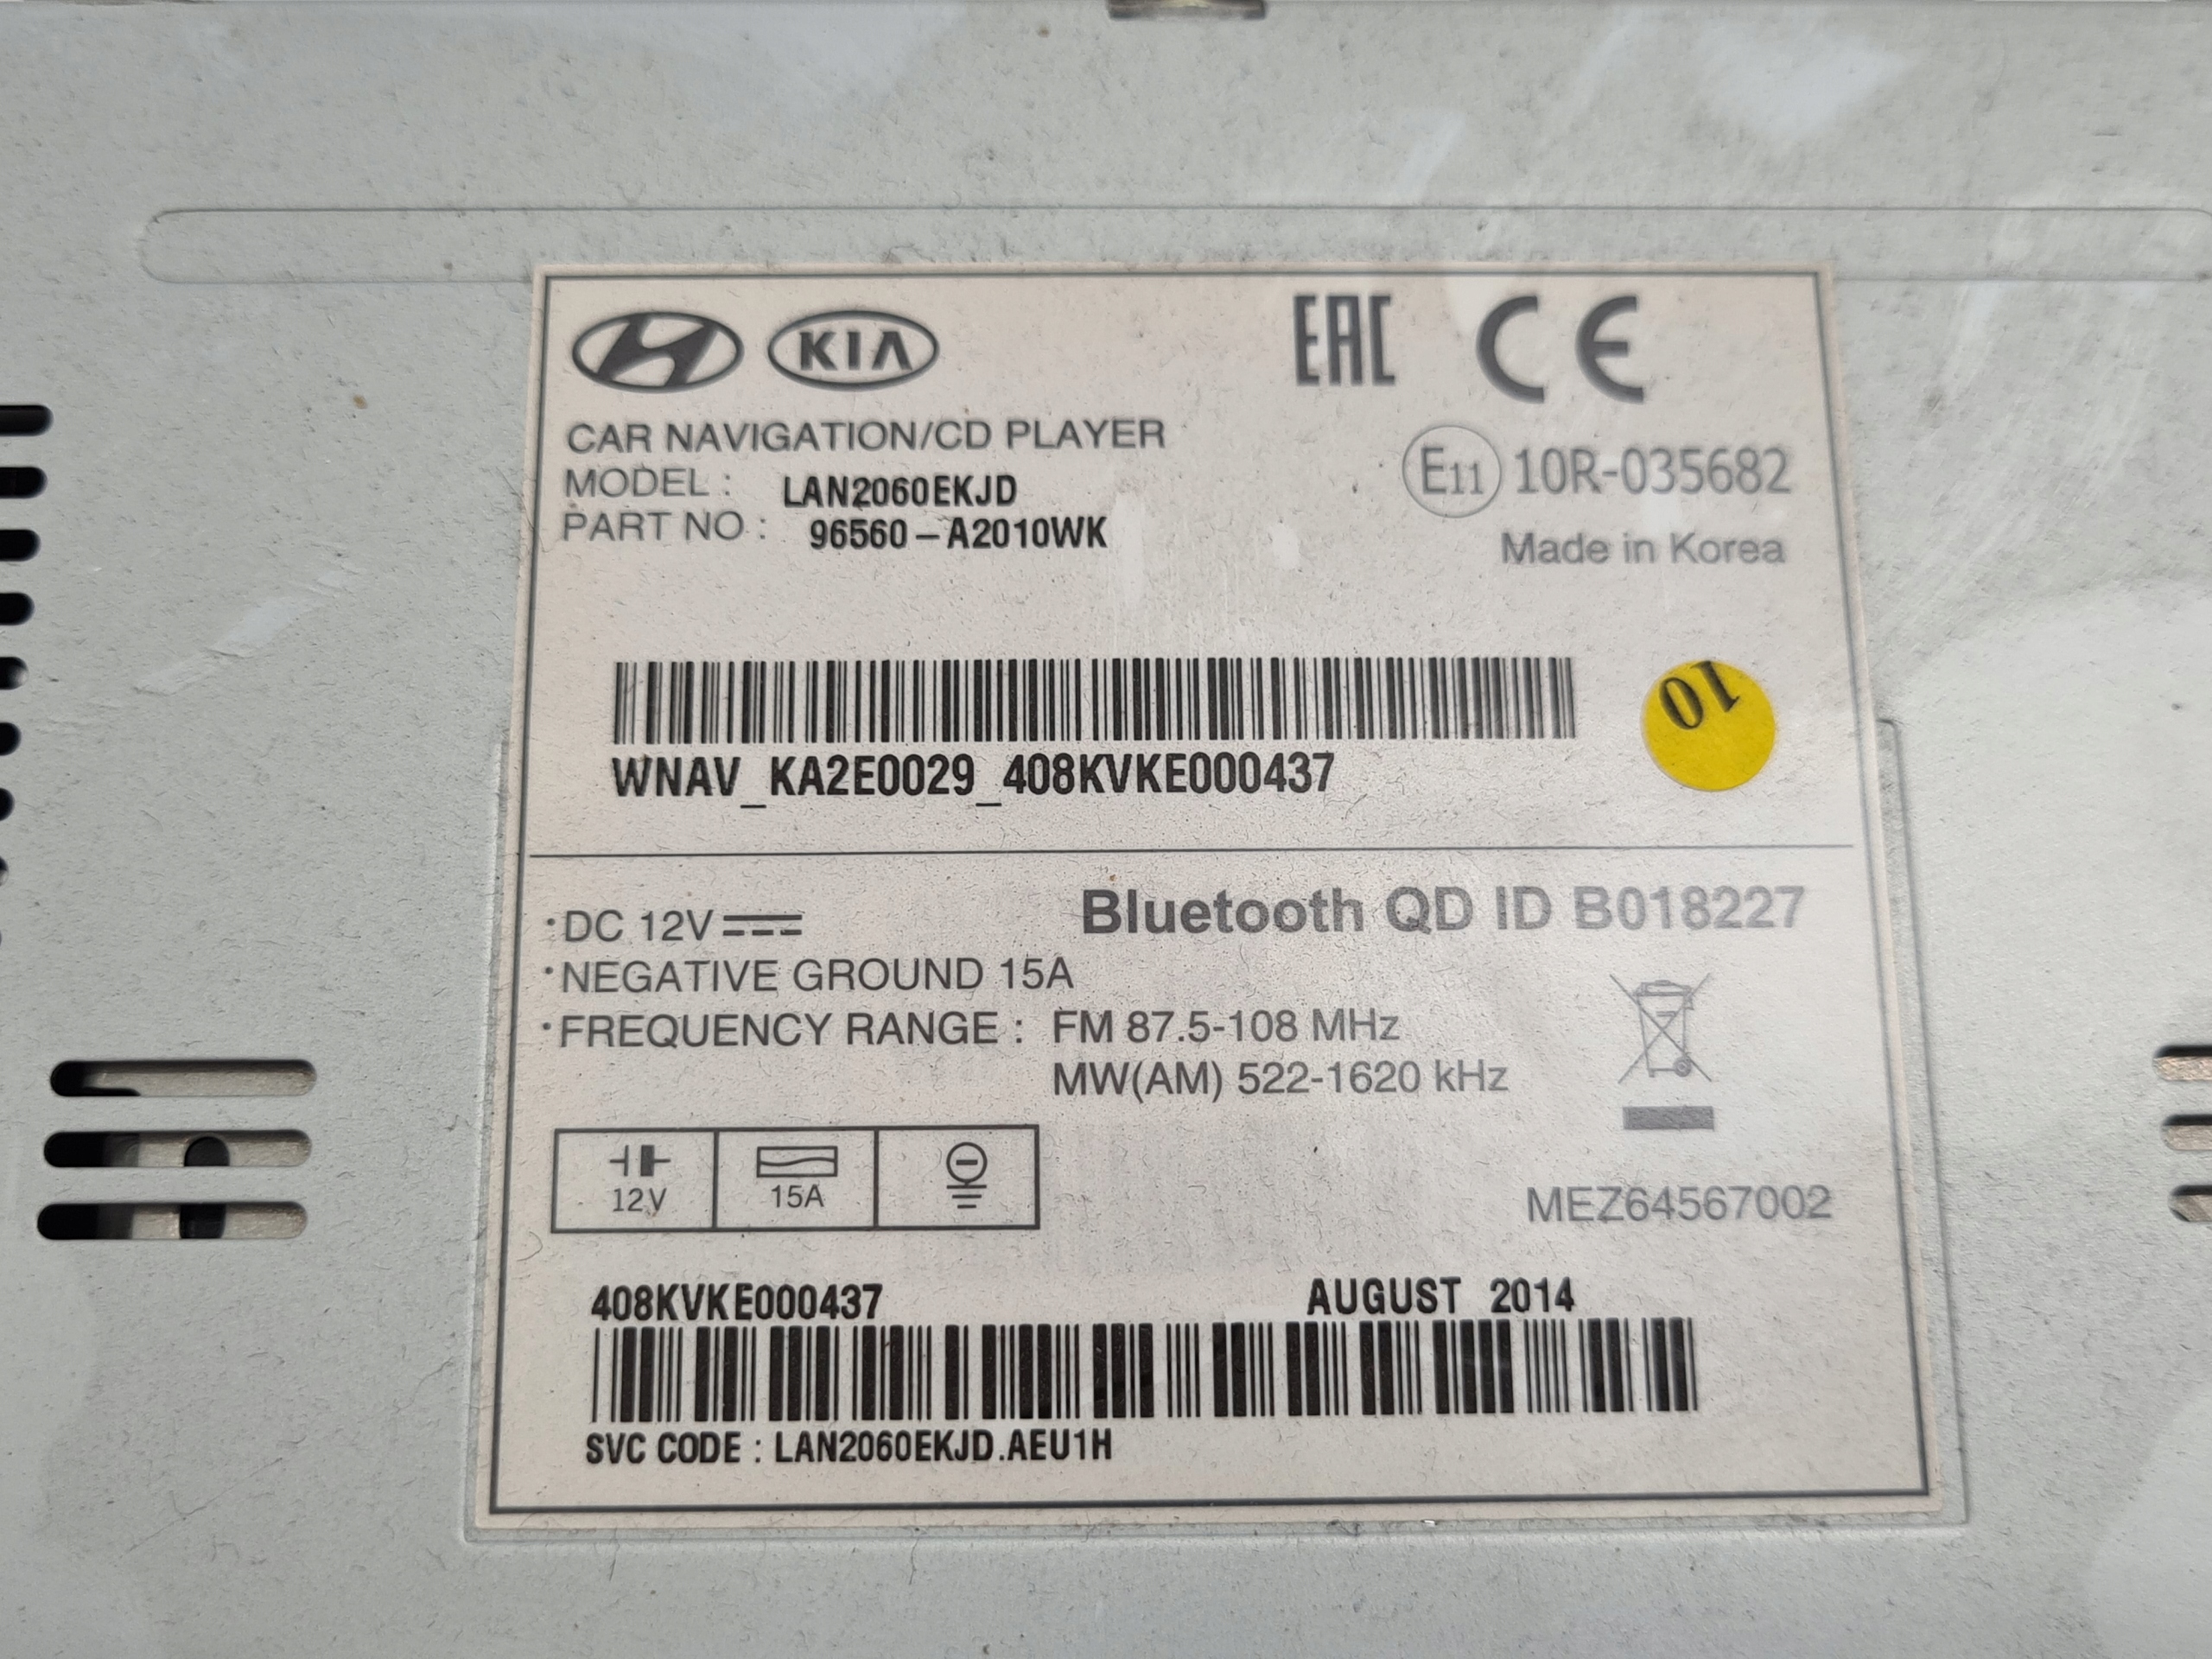 KIA
EAC CE
CAR NAVIGATION/CD PLAYER
MODEL : LAN2060EKJD
PART NO : 96560-A2010WK
E11 10R-035682
Made in Korea
10
WNAV_KA2E0029_408KVKE000437
Bluetooth QD ID B018227
·DC 12V
·NEGATIVE GROUND 15A
·FREQUENCY RANGE : FM 87.5-108 MHz
MW(AM) 522-1620 kHz
12V 15A
MEZ64567002
408KVKE000437 AUGUST 2014
SVC CODE : LAN2060EKJD.AEU1H